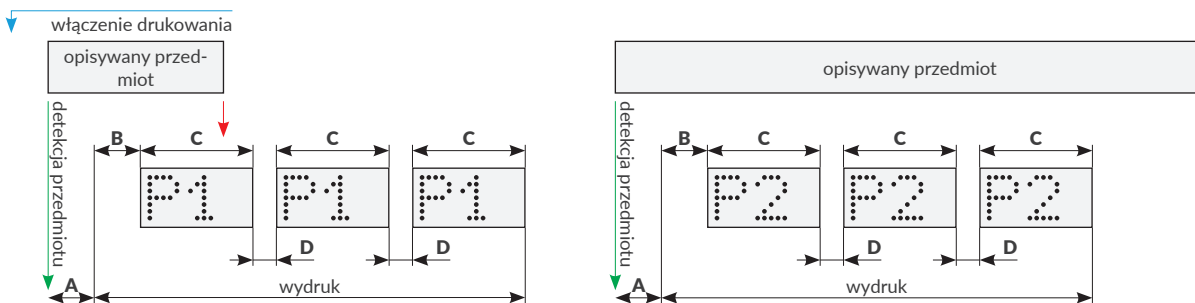 włączenie drukowania
opisywany przed-
miot
detekcja przedmiotu
B C C C
P1 P1 P1
D D
A wydruk
opisywany przedmiot
detekcja przedmiotu
B C C C
P2 P2 P2
D D
A wydruk